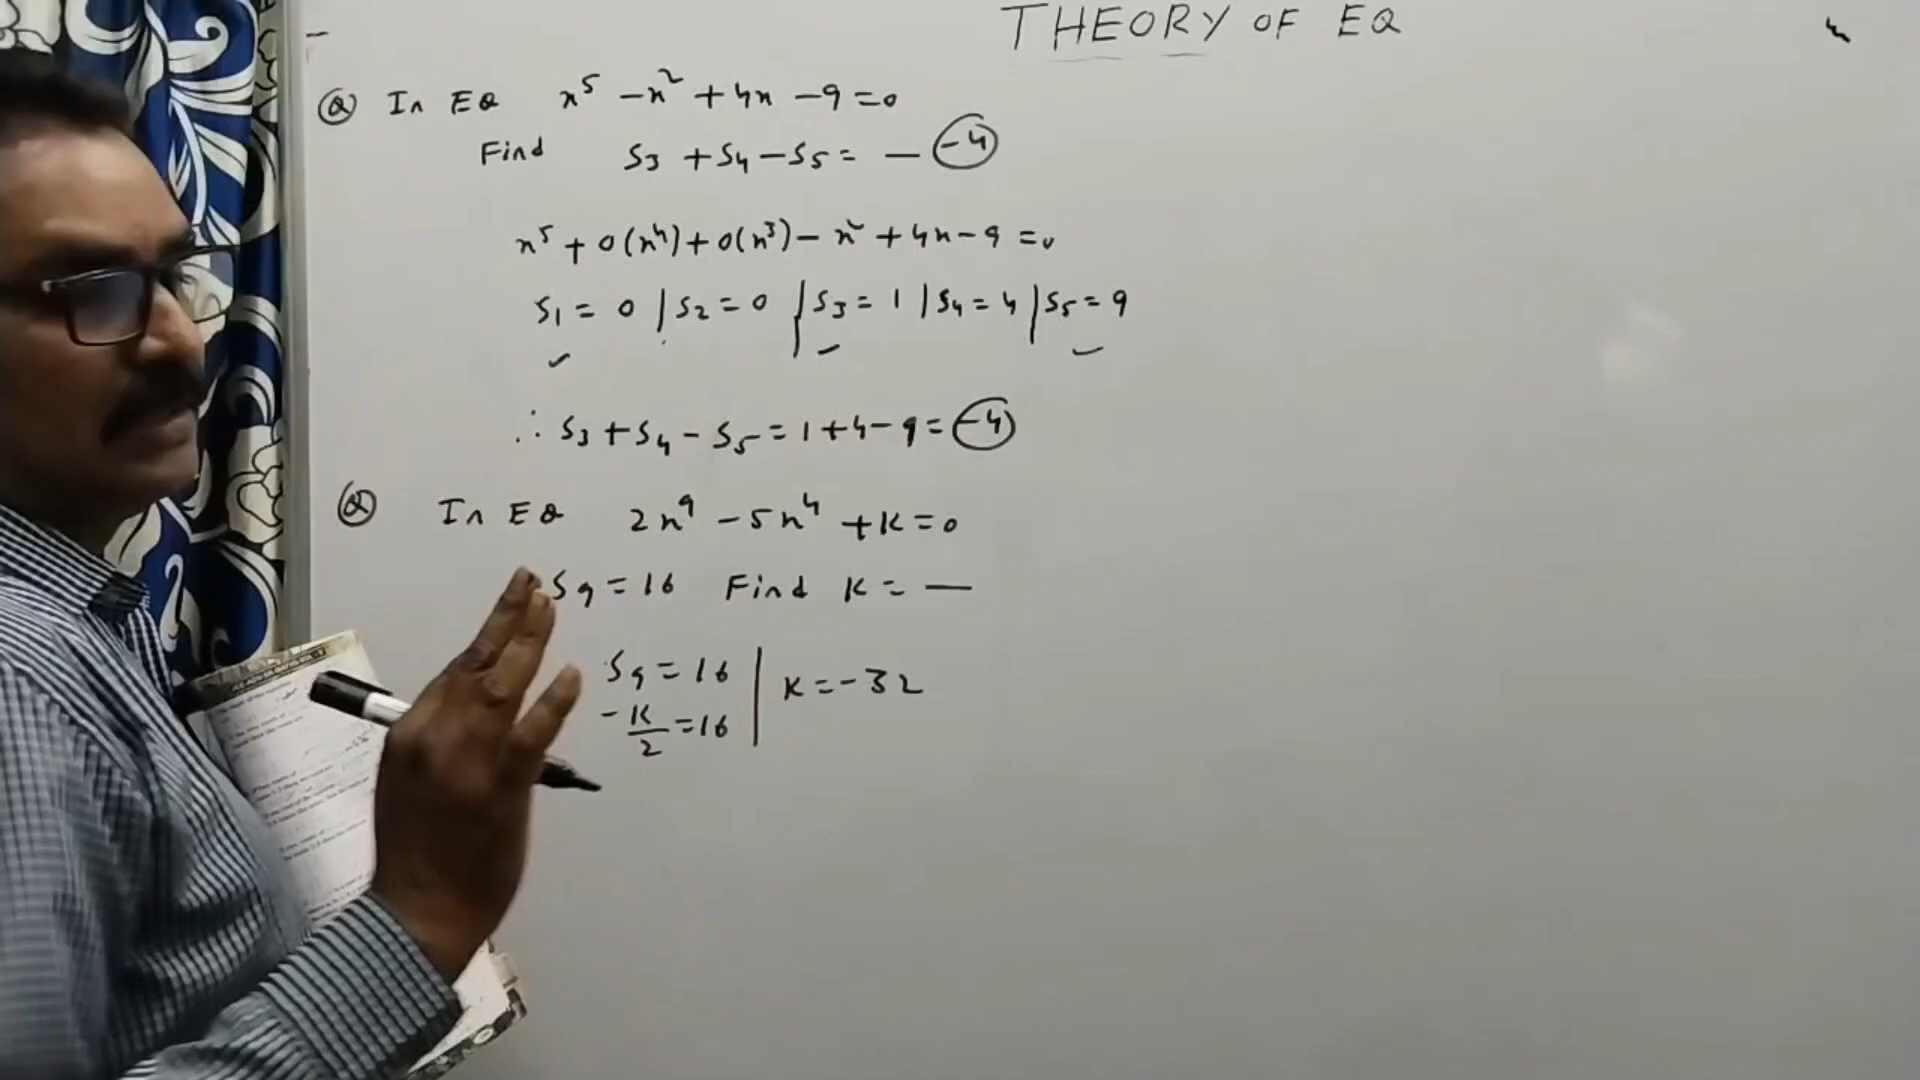 THEORY OF EQ
Q In EQ x⁵ - x² + 4x - 9 = 0
Find S₃ + S₄ - S₅ = — -4
x⁵ + 0(x⁴) + 0(x³) - x² + 4x - 9 = 0
S₁ = 0 | S₂ = 0 | S₃ = 1 | S₄ = 4 | S₅ = 9
∴ S₃ + S₄ - S₅ = 1 + 4 - 9 = -4
Q In EQ 2x⁹ - 5x⁴ + K = 0
S₉ = 16 Find K = —
S₉ = 16 | K = -32
-K/2 = 16